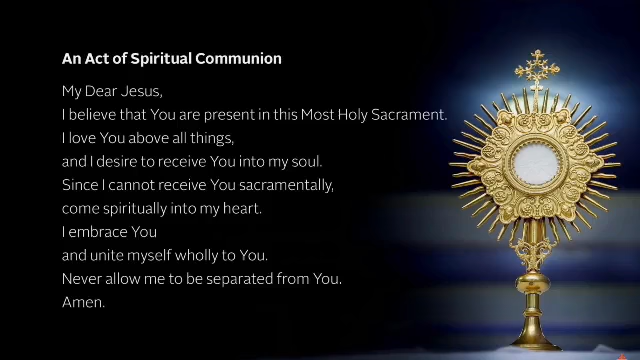 An Act of Spiritual Communion
My Dear Jesus,
I believe that You are present in this Most Holy Sacrament.
I love You above all things,
and I desire to receive You into my soul.
Since I cannot receive You sacramentally,
come spiritually into my heart.
I embrace You
and unite myself wholly to You.
Never allow me to be separated from You.
Amen.